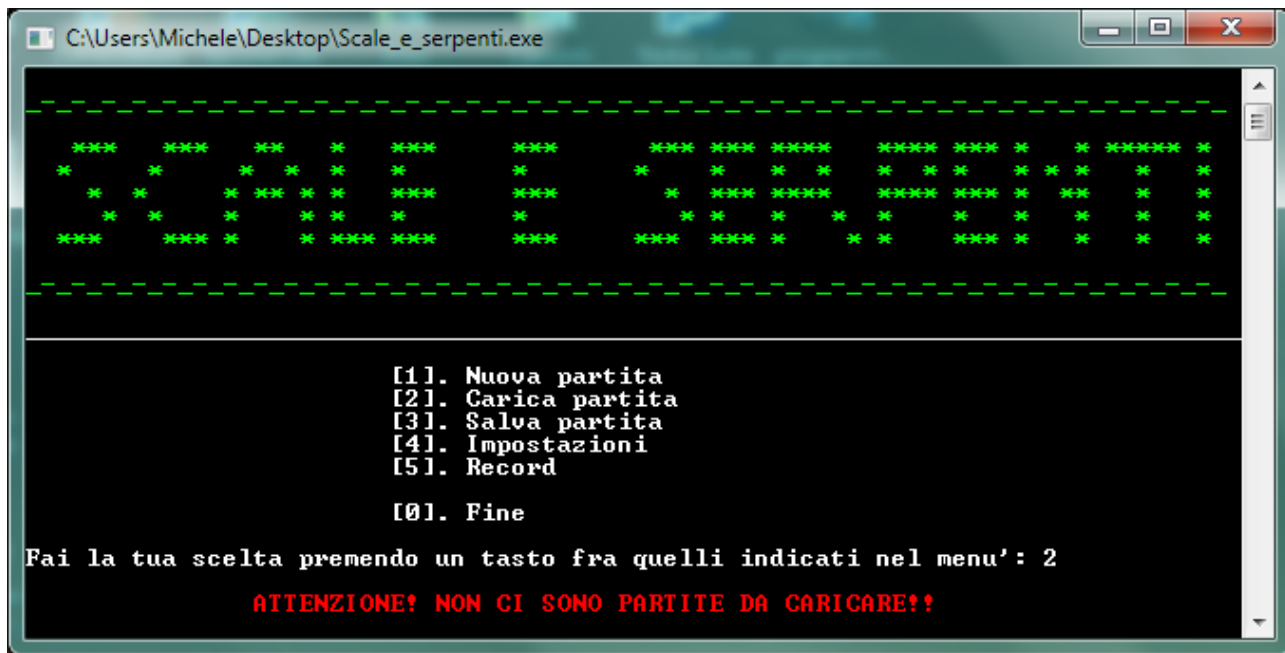 C:\Users\Michele\Desktop\Scale_e_serpenti.exe
SCALE E SERPENTI
[1]. Nuova partita
[2]. Carica partita
[3]. Salva partita
[4]. Impostazioni
[5]. Record
[0]. Fine
Fai la tua scelta premendo un tasto fra quelli indicati nel menu': 2
ATTENZIONE! NON CI SONO PARTITE DA CARICARE!!